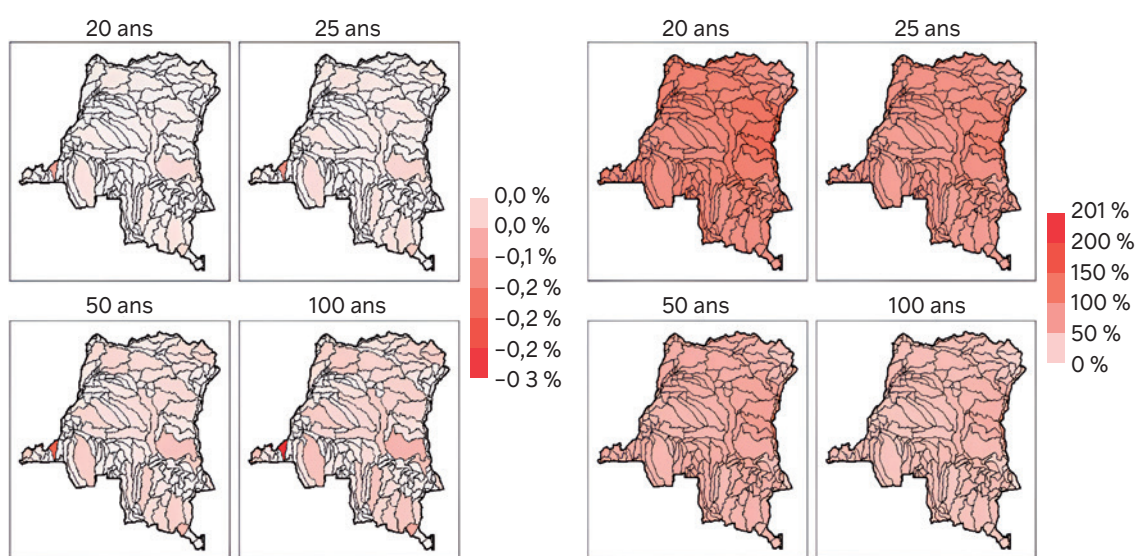 20 ans
25 ans
20 ans
25 ans
0,0 %
0,0 %
–0,1 %
–0,2 %
–0,2 %
–0,2 %
–0 3 %
201 %
200 %
150 %
100 %
50 %
0 %
50 ans
100 ans
50 ans
100 ans